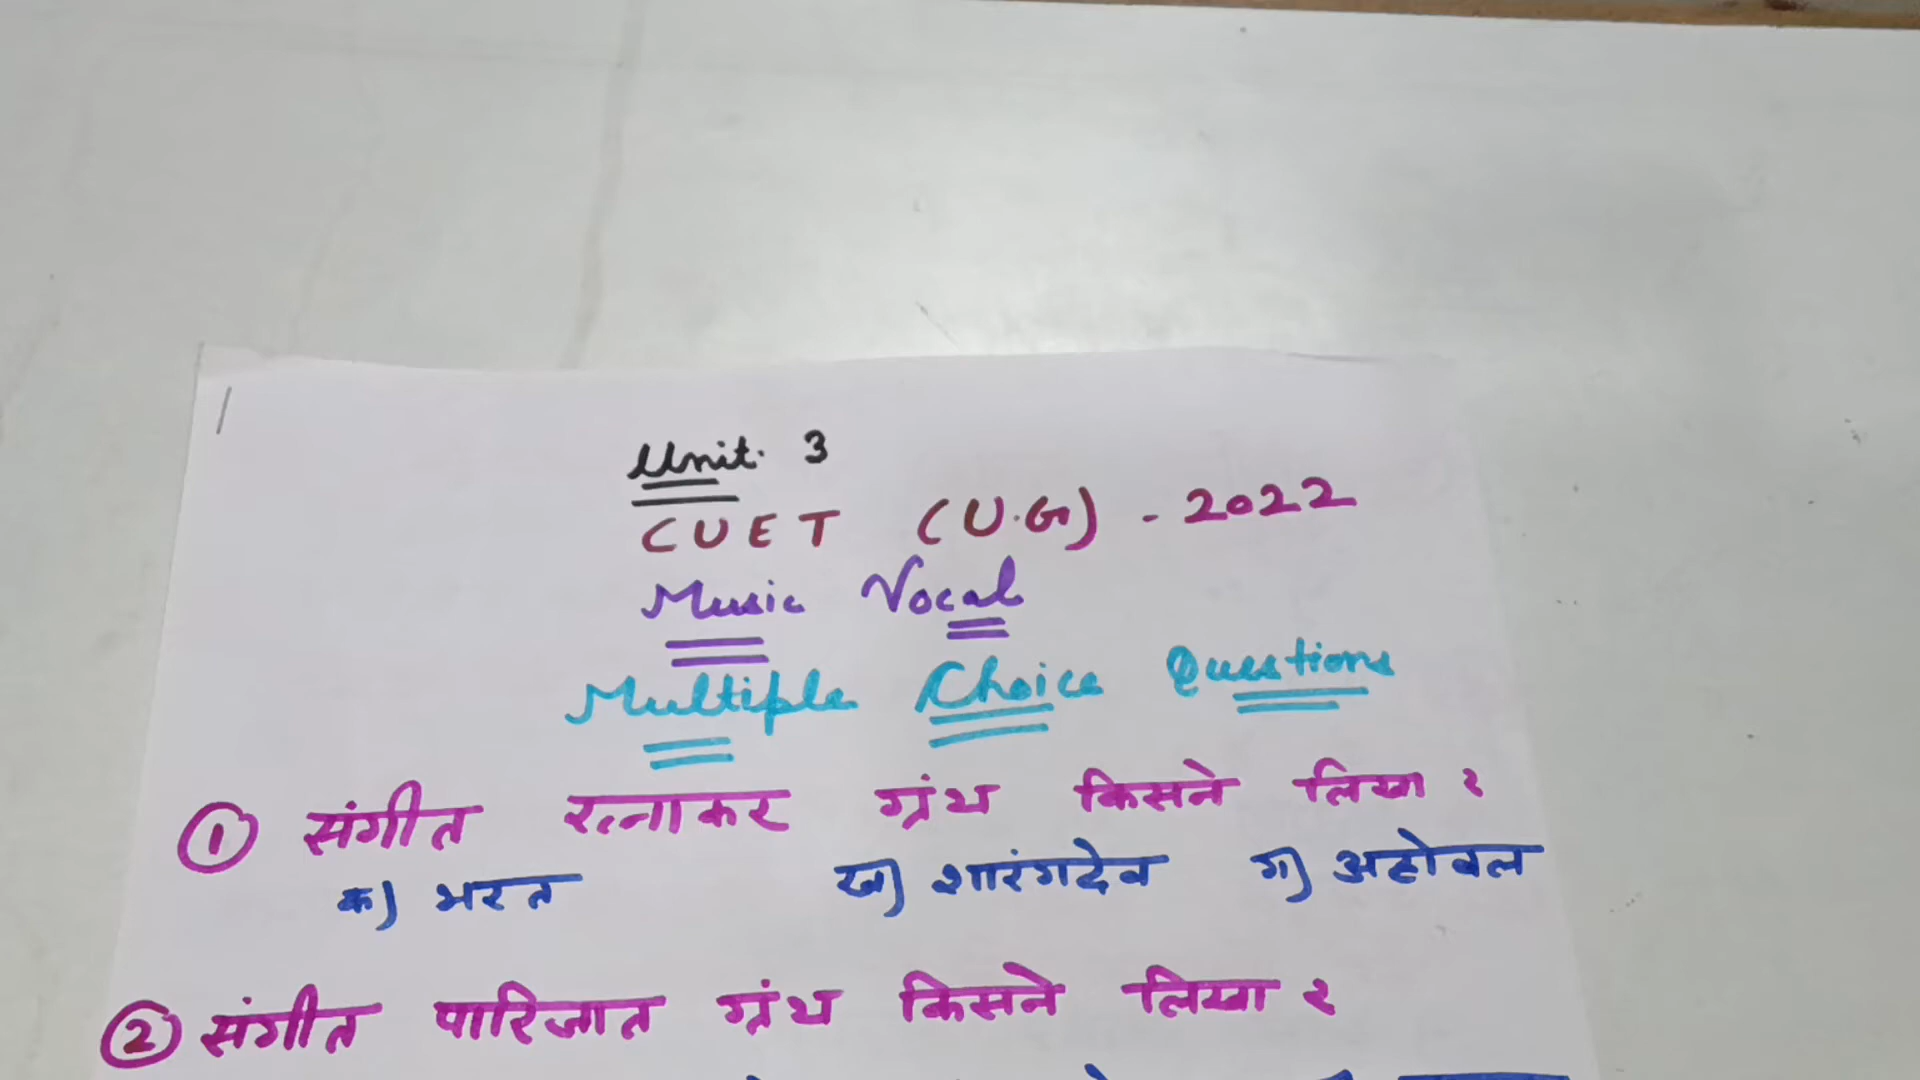 Unit. 3
CUET (U.G) - 2022
Music Vocal
Multiple Choice Questions
① संगीत रत्नाकर ग्रंथ किसने लिखा ?
क) भरत ख) शारंगदेव ग) अहोबल
② संगीत पारिजात ग्रंथ किसने लिखा ?